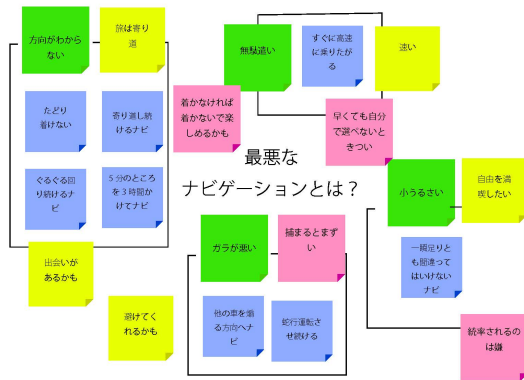 方向がわから
ない
旅は寄り
道
たどり
着けない
寄り道し続
けるナビ
ぐるぐる回
り続けるナビ
5分のところ
を3時間か
けてナビ
出会いが
あるかも
避けてく
れるかも
無駄遣い
すぐに高速
に乗りたが
る
速い
着かなければ
着かないで楽
しめるかも
早くても自分
で選べないと
きつい
最悪な
ナビゲーションとは？
ガラが悪い
捕まるとまず
い
他の車を煽
る方向へナ
ビ
蛇行運転さ
せ続ける
小うるさい
自由を満
喫したい
一瞬足りと
も間違っては
いけないナビ
統率されるの
は嫌